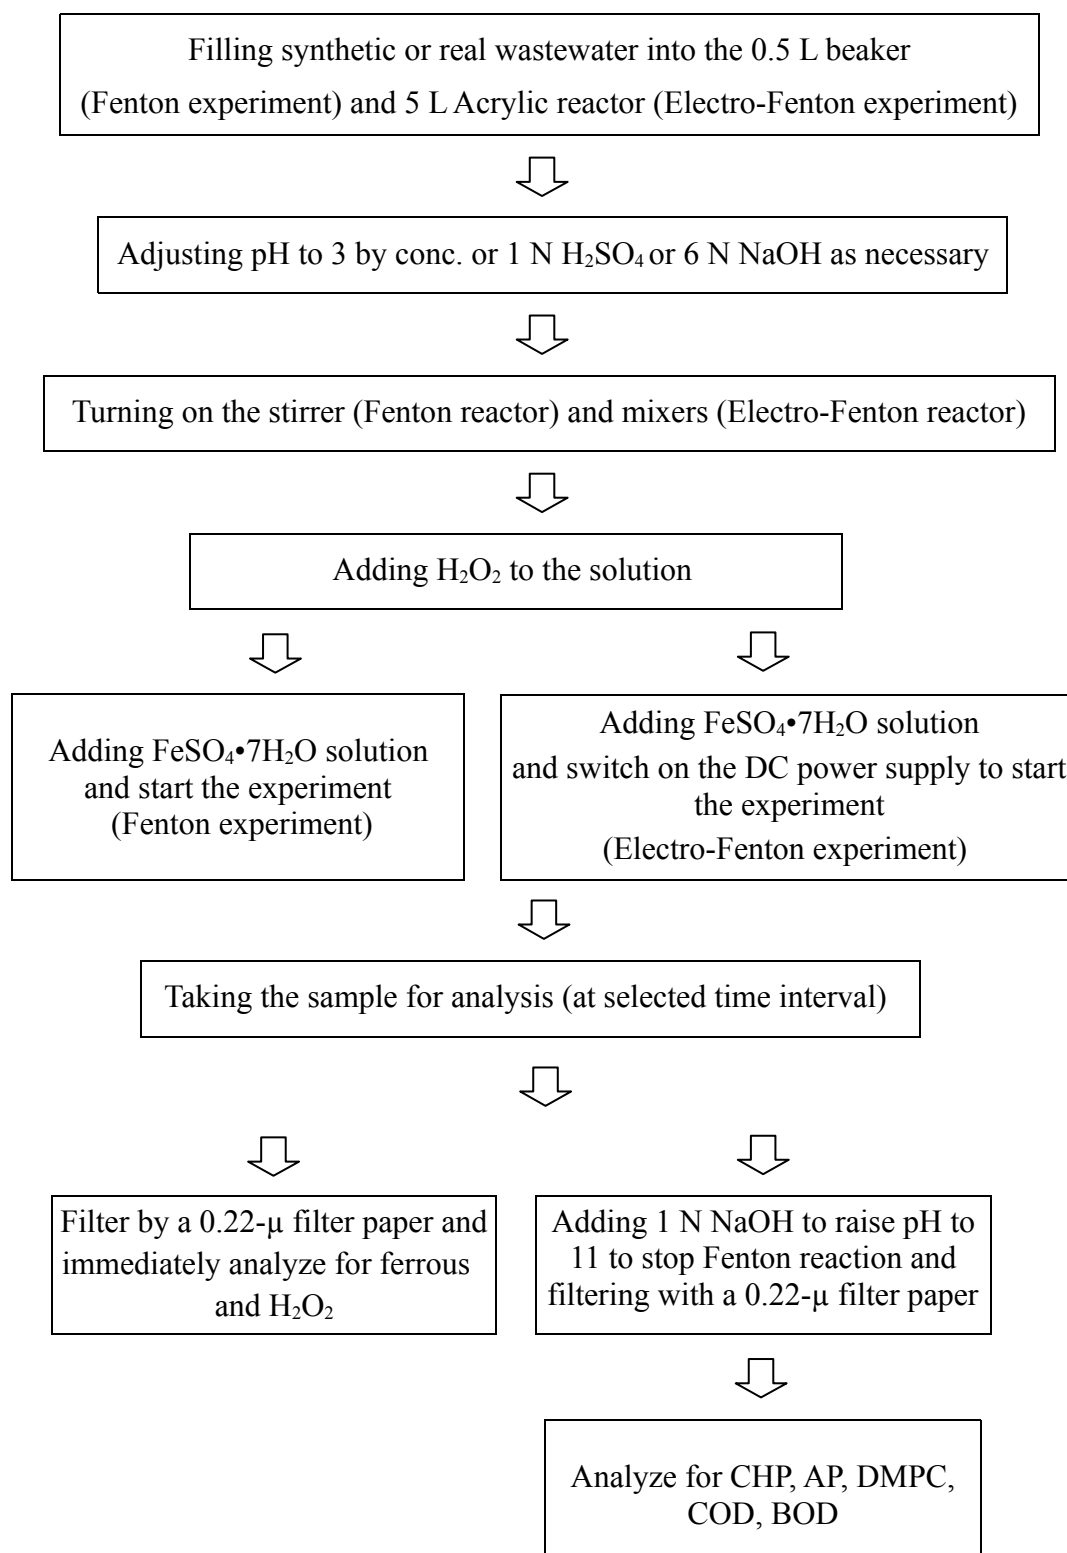 Filling synthetic or real wastewater into the 0.5 L beaker
(Fenton experiment) and 5 L Acrylic reactor (Electro-Fenton experiment)
Adjusting pH to 3 by conc. or 1 N H₂SO₄ or 6 N NaOH as necessary
Turning on the stirrer (Fenton reactor) and mixers (Electro-Fenton reactor)
Adding H₂O₂ to the solution
Adding FeSO₄•7H₂O solution
and start the experiment
(Fenton experiment)
Adding FeSO₄•7H₂O solution
and switch on the DC power supply to start
the experiment
(Electro-Fenton experiment)
Taking the sample for analysis (at selected time interval)
Filter by a 0.22-µ filter paper and
immediately analyze for ferrous
and H₂O₂
Adding 1 N NaOH to raise pH to
11 to stop Fenton reaction and
filtering with a 0.22-µ filter paper
Analyze for CHP, AP, DMPC,
COD, BOD